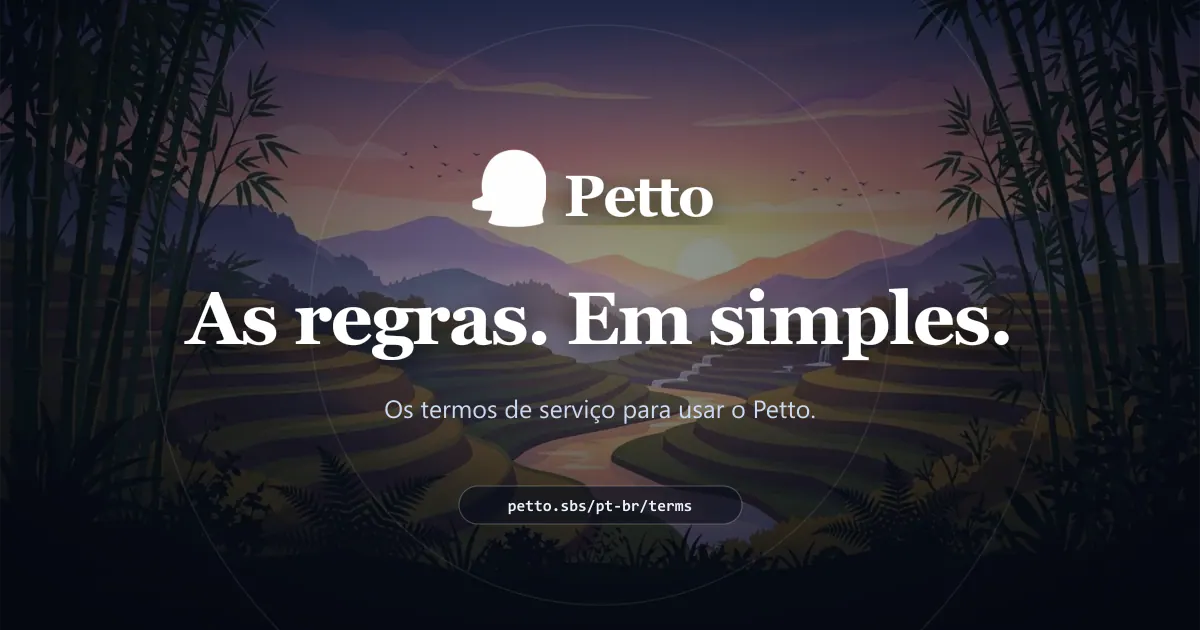 Petto
As regras. Em simples.
Os termos de serviço para usar o Petto.
petto.sbs/pt-br/terms